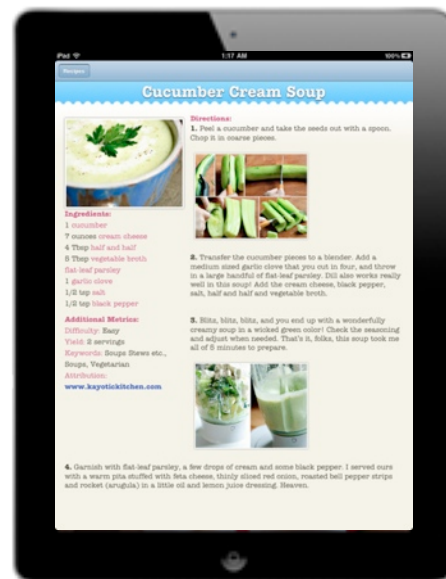 iPad
1:17 AM
100%
Recipes
Cucumber Cream Soup
Ingredients:
1 cucumber
7 ounces cream cheese
4 Tbsp half and half
5 Tbsp vegetable broth
flat-leaf parsley
1 garlic clove
1/2 tsp salt
1/2 tsp black pepper
Additional Metrics:
Difficulty: Easy
Yield: 2 servings
Keywords: Soups Stews etc.,
Soups, Vegetarian
Attribution:
www.kayotickitchen.com
Directions:
1. Peel a cucumber and take the seeds out with a spoon.
Chop it in coarse pieces.
2. Transfer the cucumber pieces to a blender. Add a
medium sized garlic clove that you cut in four, and throw
in a large handful of flat-leaf parsley. Dill also works really
well in this soup! Add the cream cheese, black pepper,
salt, half and half and vegetable broth.
3. Blitz, blitz, blitz, and you end up with a wonderfully
creamy soup in a wicked green color! Check the seasoning
and adjust when needed. That's it, folks, this soup took me
all of 5 minutes to prepare.
4. Garnish with flat-leaf parsley, a few drops of cream and some black pepper. I served ours
with a warm pita stuffed with feta cheese, thinly sliced red onion, roasted bell pepper strips
and rocket (arugula) in a little oil and lemon juice dressing. Heaven.